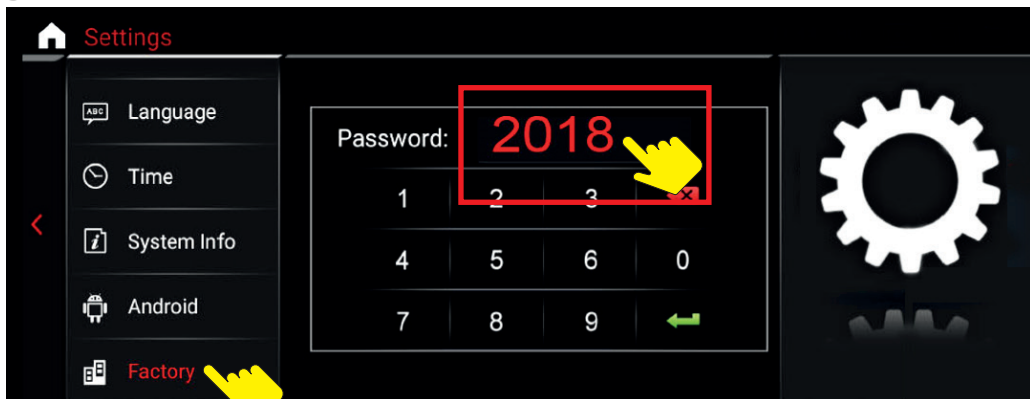 Settings
ABC Language
Time
i System Info
Android
Factory
Password: 2018
1 2 3
4 5 6 0
7 8 9